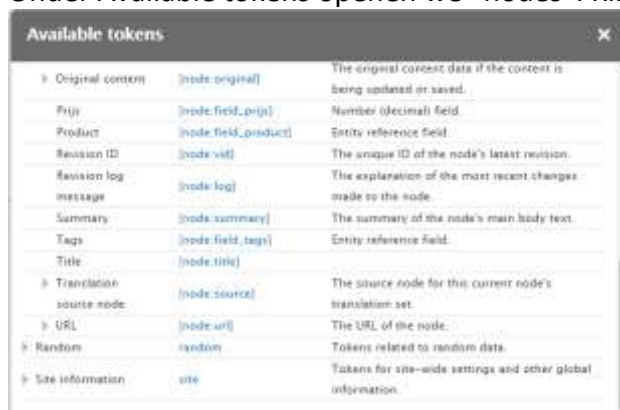 Available tokens ×
The original content data if the content is
Original content [node:original]
being updated or saved.
Prijs [node:field_prijs] Number (decimal) field.
Product [node:field_product] Entity reference field.
Revision ID [node:vid] The unique ID of the node's latest revision.
Revision log The explanation of the most recent changes
[node:log]
message made to the node.
Summary [node:summary] The summary of the node's main body text.
Tags [node:field_tags] Entity reference field.
Title [node:title]
Translation The source node for this current node's
[node:source]
source node translation set.
URL [node:url] The URL of the node.
Random random Tokens related to random data.
Tokens for site-wide settings and other global
Site information site
information.